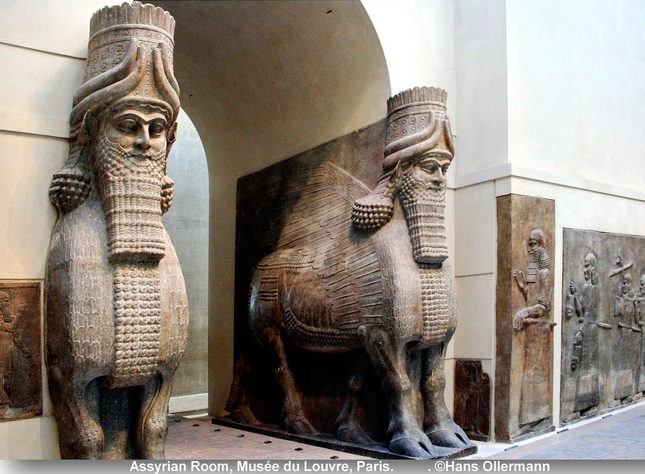 Assyrian Room, Musée du Louvre, Paris. . ©Hans Ollermann